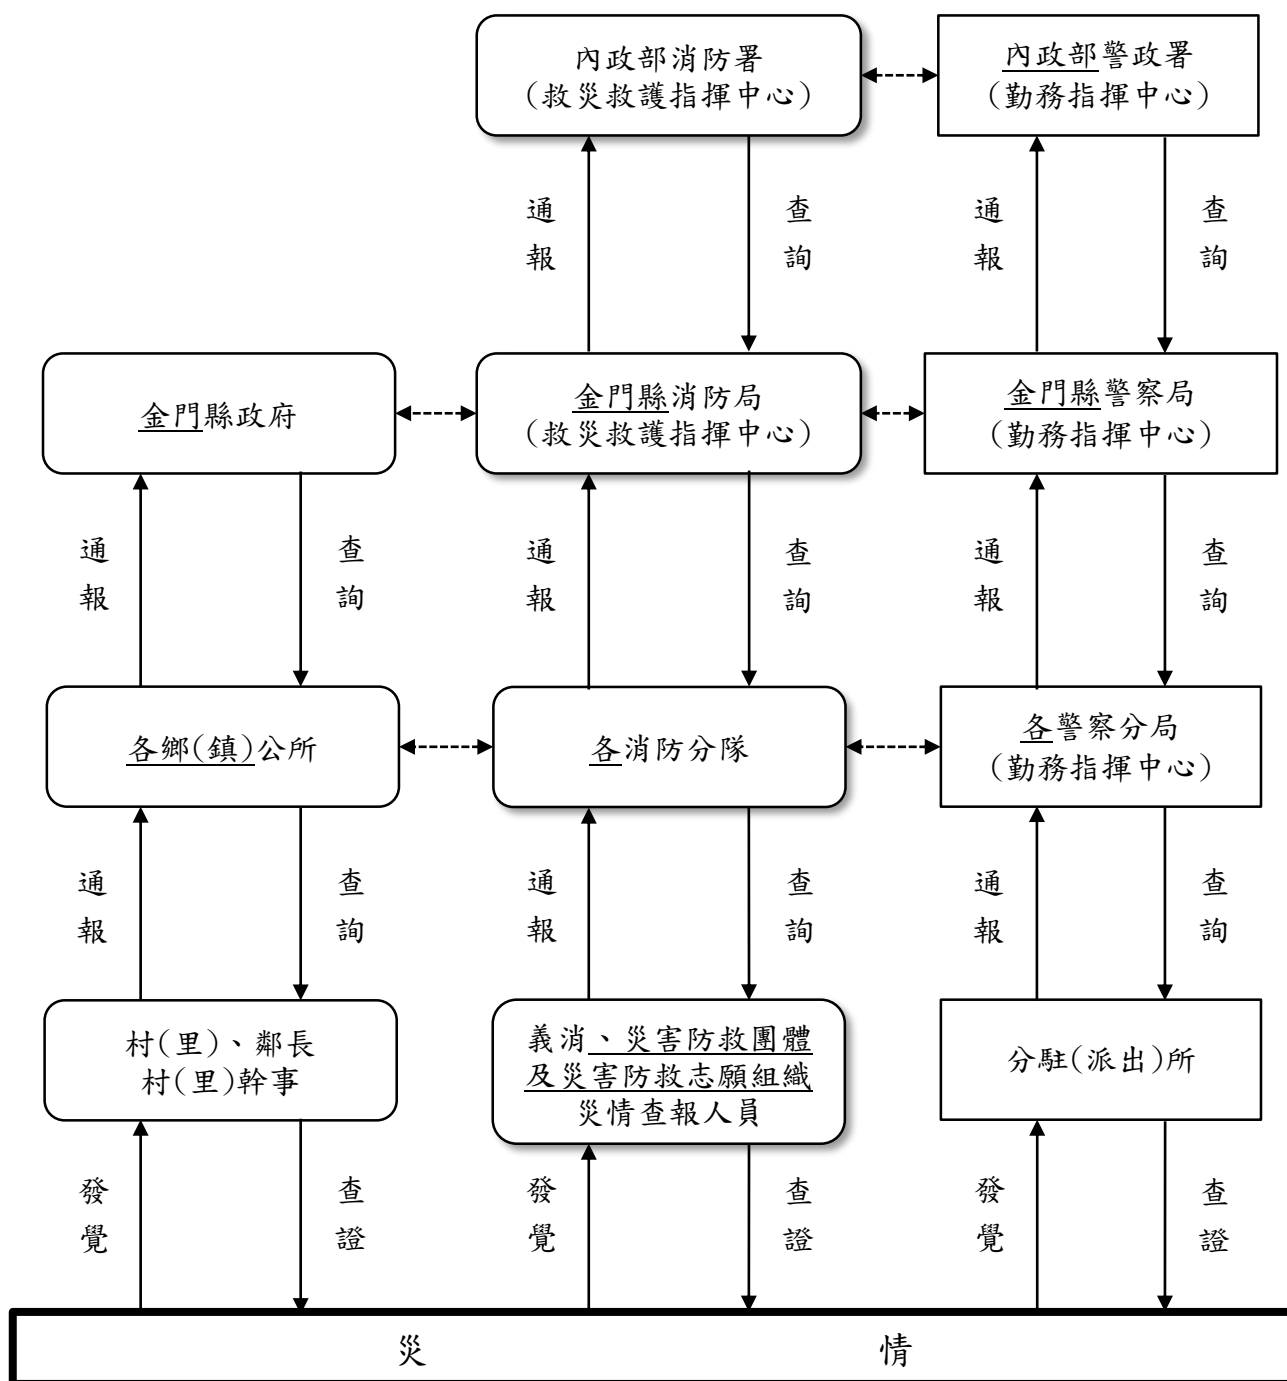 內政部消防署
(救災救護指揮中心)
內政部警政署
(勤務指揮中心)
通報
查詢
通報
查詢
金門縣政府
金門縣消防局
(救災救護指揮中心)
金門縣警察局
(勤務指揮中心)
通報
查詢
通報
查詢
通報
查詢
各鄉(鎮)公所
各消防分隊
各警察分局
(勤務指揮中心)
通報
查詢
通報
查詢
通報
查詢
村(里)、鄰長
村(里)幹事
義消、災害防救團體
及災害防救志願組織
災情查報人員
分駐(派出)所
發覺
查證
發覺
查證
發覺
查證
災情